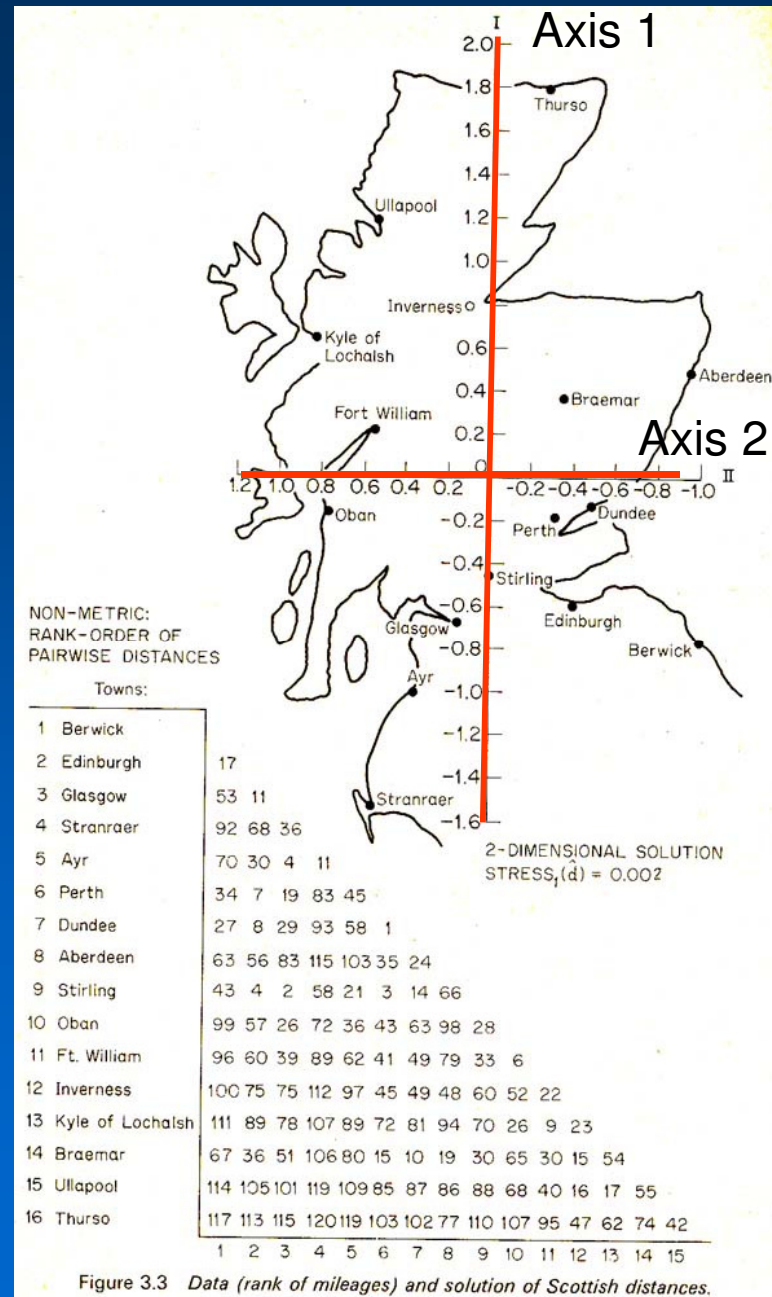 I
Axis 1
2.0
1.8
Thurso
1.6
1.4
Ullapool
1.2
1.0
Inverness
0.6
Kyle of
Lochalsh
Aberdeen
0.4
Braemar
Fort William
0.2
Axis 2
0
II
1.2 1.0 0.8 0.6 0.4 0.2 -0.2 -0.4 -0.6 -0.8 -1.0
Oban
-0.2
Dundee
Perth
-0.4
Stirling
-0.6
Edinburgh
Glasgow
-0.8
Berwick
Ayr
-1.0
-1.2
-1.4
Stranraer
-1.6
2-DIMENSIONAL SOLUTION
STRESS₁(d̂) = 0.002
NON-METRIC:
RANK-ORDER OF
PAIRWISE DISTANCES
Towns:
1 Berwick
2 Edinburgh 17
3 Glasgow 53 11
4 Stranraer 92 68 36
5 Ayr 70 30 4 11
6 Perth 34 7 19 83 45
7 Dundee 27 8 29 93 58 1
8 Aberdeen 63 56 83 115 103 35 24
9 Stirling 43 4 2 58 21 3 14 66
10 Oban 99 57 26 72 36 43 63 98 28
11 Ft. William 96 60 39 89 62 41 49 79 33 6
12 Inverness 100 75 75 112 97 45 49 48 60 52 22
13 Kyle of Lochalsh 111 89 78 107 89 72 81 94 70 26 9 23
14 Braemar 67 36 51 106 80 15 10 19 30 65 30 15 54
15 Ullapool 114 105 101 119 109 85 87 86 88 68 40 16 17 55
16 Thurso 117 113 115 120 119 103 102 77 110 107 95 47 62 74 42
1 2 3 4 5 6 7 8 9 10 11 12 13 14 15
Figure 3.3 Data (rank of mileages) and solution of Scottish distances.